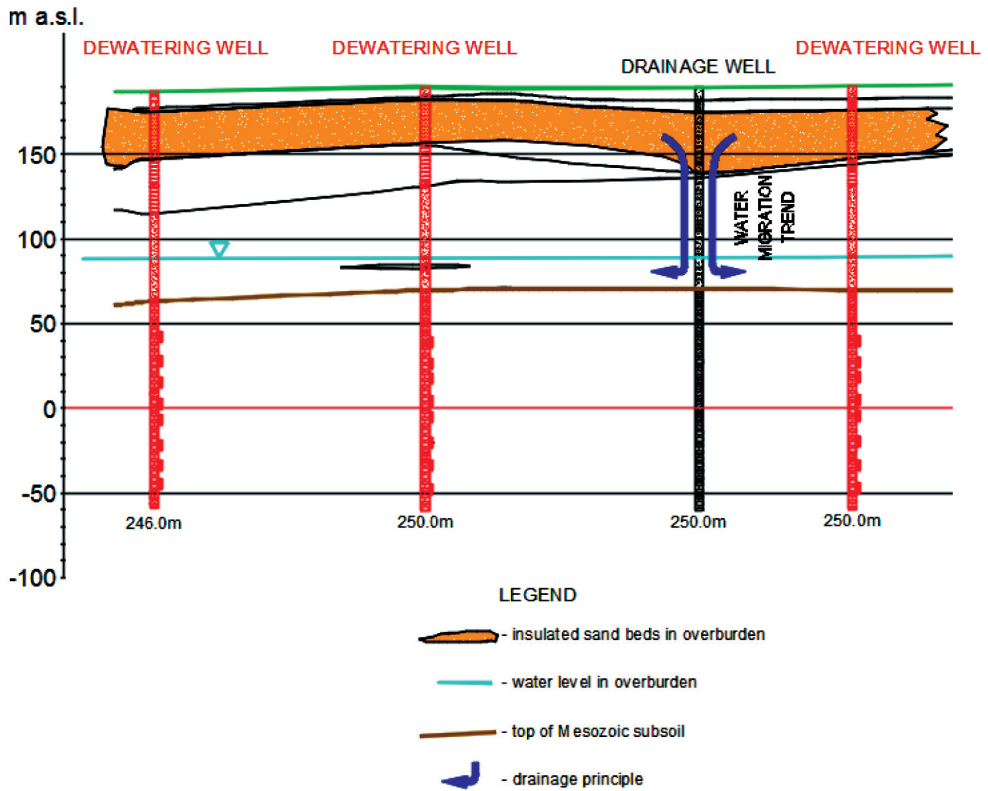 m a.s.l.
DEWATERING WELL
DEWATERING WELL
DEWATERING WELL
DRAINAGE WELL
150
100
50
0
-50
-100
WATER
MIGRATION
TREND
246.0m
250.0m
250.0m
250.0m
LEGEND
- insulated sand beds in overburden
- water level in overburden
- top of Mesozoic subsoil
- drainage principle